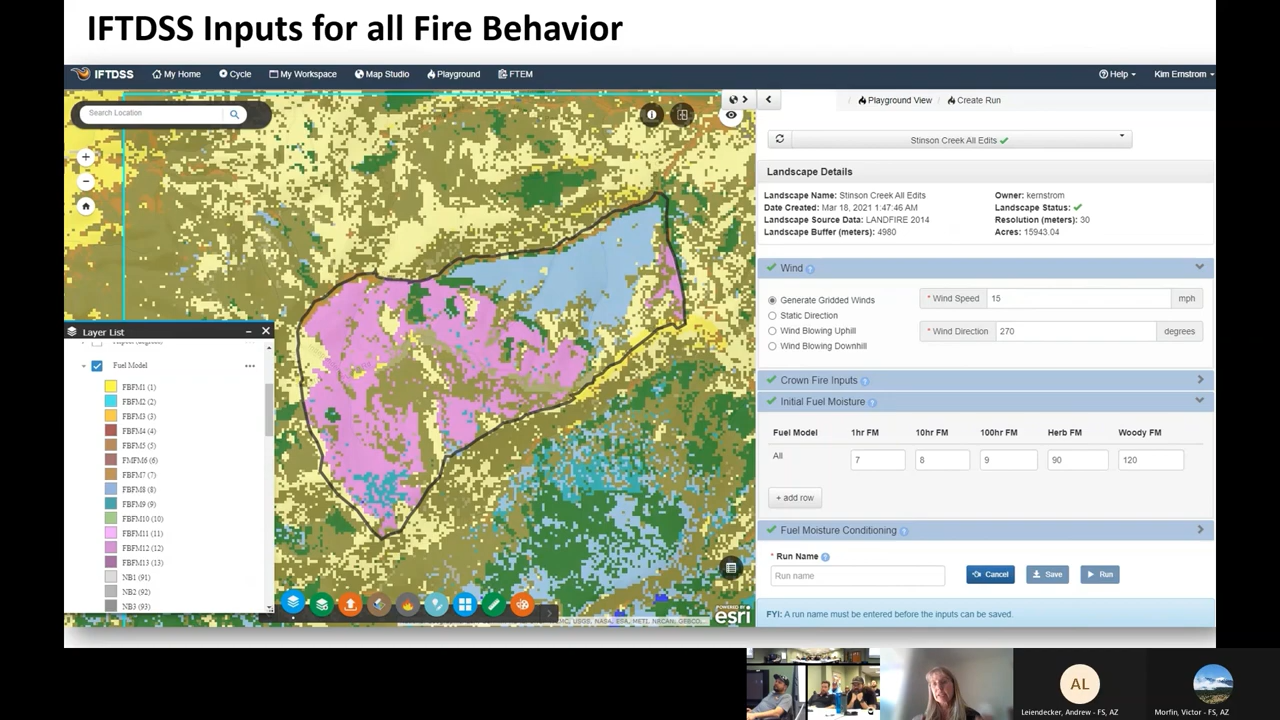 IFTDSS Inputs for all Fire Behavior
IFTDSS My Home Cycle My Workspace Map Studio Playground FTEM Help Kim Ernstrom
Search Location
Playground View / Create Run
Stinson Creek All Edits
Landscape Details
Landscape Name: Stinson Creek All Edits Owner: kernstrom
Date Created: Mar 18, 2021 1:47:46 AM Landscape Status:
Landscape Source Data: LANDFIRE 2014 Resolution (meters): 30
Landscape Buffer (meters): 4980 Acres: 15943.04
Wind
Generate Gridded Winds * Wind Speed 15 mph
Static Direction
Wind Blowing Uphill * Wind Direction 270 degrees
Wind Blowing Downhill
Crown Fire Inputs
Initial Fuel Moisture
Fuel Model 1hr FM 10hr FM 100hr FM Herb FM Woody FM
All 7 8 9 90 120
+ add row
Fuel Moisture Conditioning
* Run Name
Run name Cancel Save Run
FYI: A run name must be entered before the inputs can be saved.
Layer List
Fuel Model
FBFM1 (1)
FBFM2 (2)
FBFM3 (3)
FBFM4 (4)
FBFM5 (5)
FMFM6 (6)
FBFM7 (7)
FBFM8 (8)
FBFM9 (9)
FBFM10 (10)
FBFM11 (11)
FBFM12 (12)
FBFM13 (13)
NB1 (91)
NB2 (92)
NB3 (93)
POWERED BY
esri
USGS, NASA, ESA, METI, NRCAN, GEBCO,
AL
Leiendecker, Andrew - FS, AZ
Morfin, Victor - FS, AZ